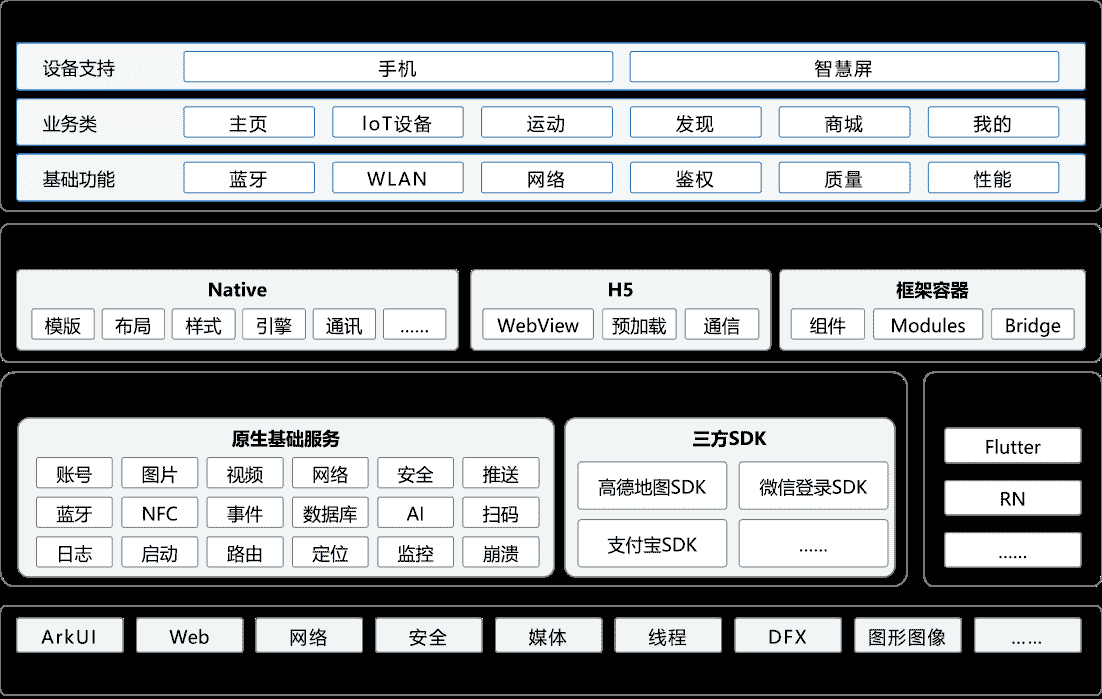 设备支持 手机 智慧屏
业务类 主页 IoT设备 运动 发现 商城 我的
基础功能 蓝牙 WLAN 网络 鉴权 质量 性能
Native
模版 布局 样式 引擎 通讯 ……
H5
WebView 预加载 通信
框架容器
组件 Modules Bridge
原生基础服务
账号 图片 视频 网络 安全 推送
蓝牙 NFC 事件 数据库 AI 扫码
日志 启动 路由 定位 监控 崩溃
三方SDK
高德地图SDK 微信登录SDK
支付宝SDK ……
Flutter
RN
……
ArkUI Web 网络 安全 媒体 线程 DFX 图形图像 ……